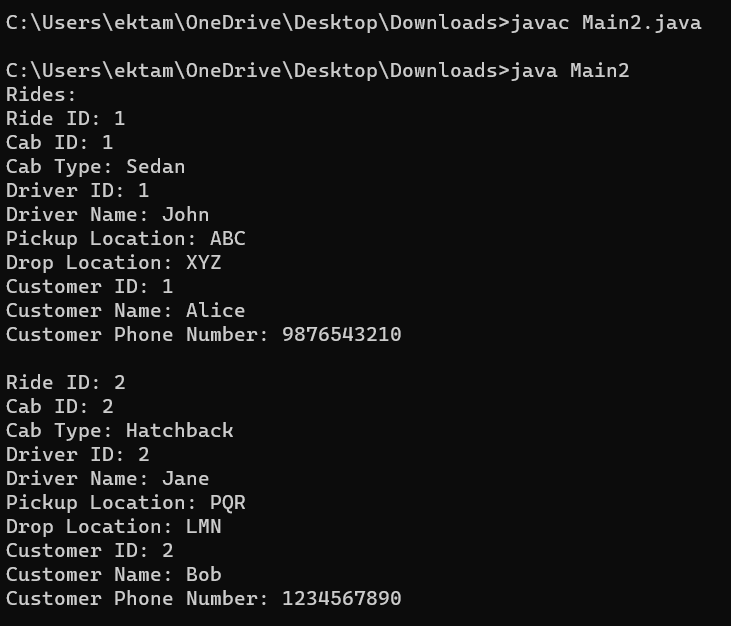 C:\Users\ektam\OneDrive\Desktop\Downloads>javac Main2.java
C:\Users\ektam\OneDrive\Desktop\Downloads>java Main2
Rides:
Ride ID: 1
Cab ID: 1
Cab Type: Sedan
Driver ID: 1
Driver Name: John
Pickup Location: ABC
Drop Location: XYZ
Customer ID: 1
Customer Name: Alice
Customer Phone Number: 9876543210
Ride ID: 2
Cab ID: 2
Cab Type: Hatchback
Driver ID: 2
Driver Name: Jane
Pickup Location: PQR
Drop Location: LMN
Customer ID: 2
Customer Name: Bob
Customer Phone Number: 1234567890